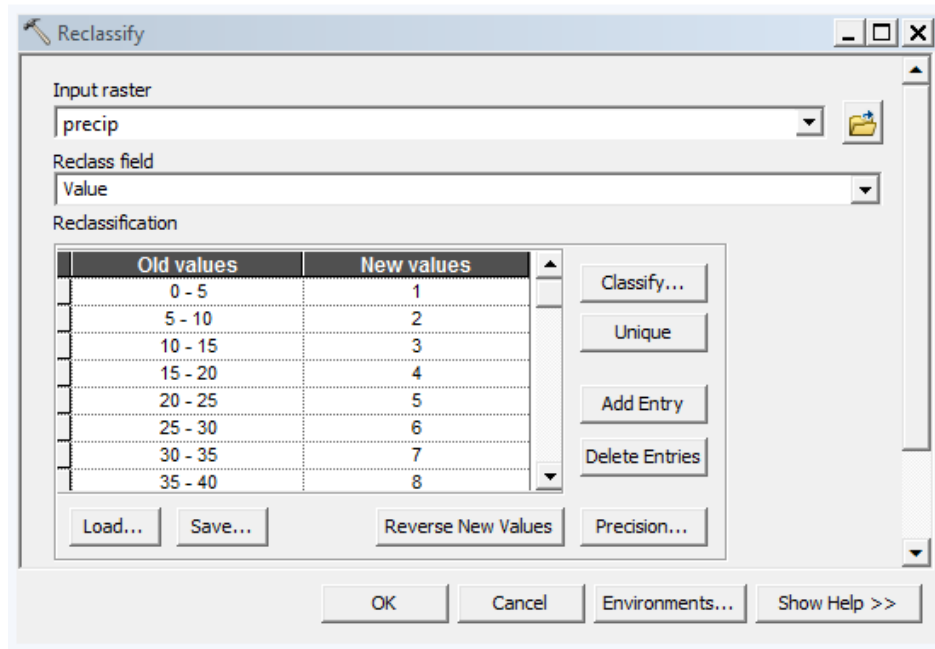 Reclassify
Input raster
precip
Reclass field
Value
Reclassification
Old values New values
0 - 5 1
5 - 10 2
10 - 15 3
15 - 20 4
20 - 25 5
25 - 30 6
30 - 35 7
35 - 40 8
Classify...
Unique
Add Entry
Delete Entries
Load... Save... Reverse New Values Precision...
OK Cancel Environments... Show Help >>